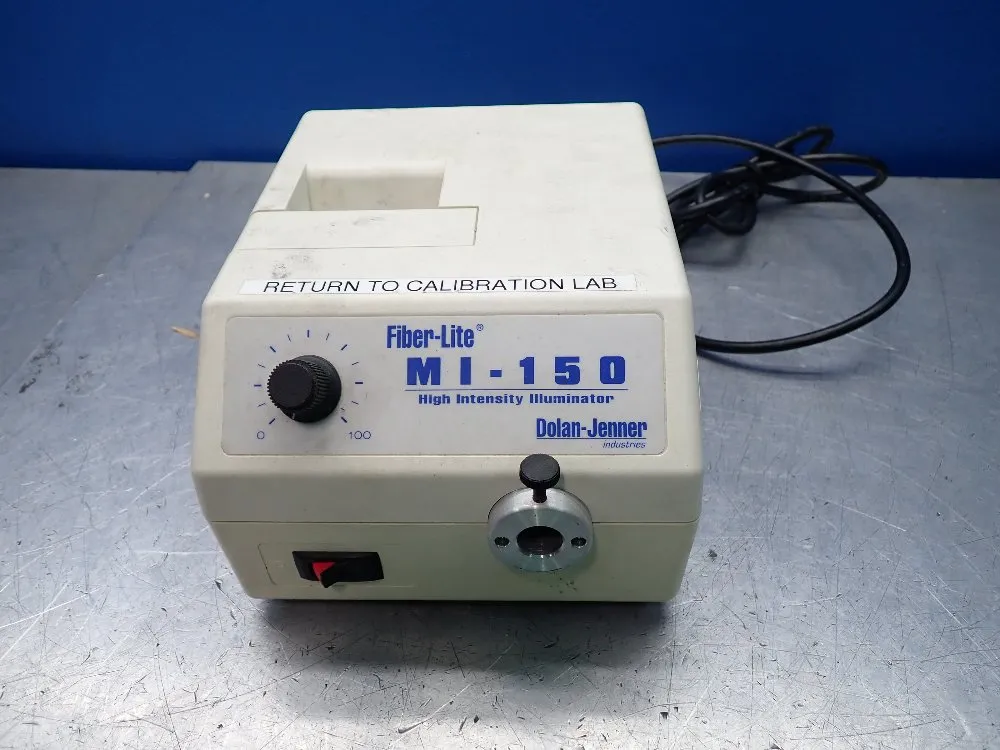 RETURN TO CALIBRATION LAB
Fiber-Lite®
MI-150
High Intensity Illuminator
0 100
Dolan-Jenner
industries